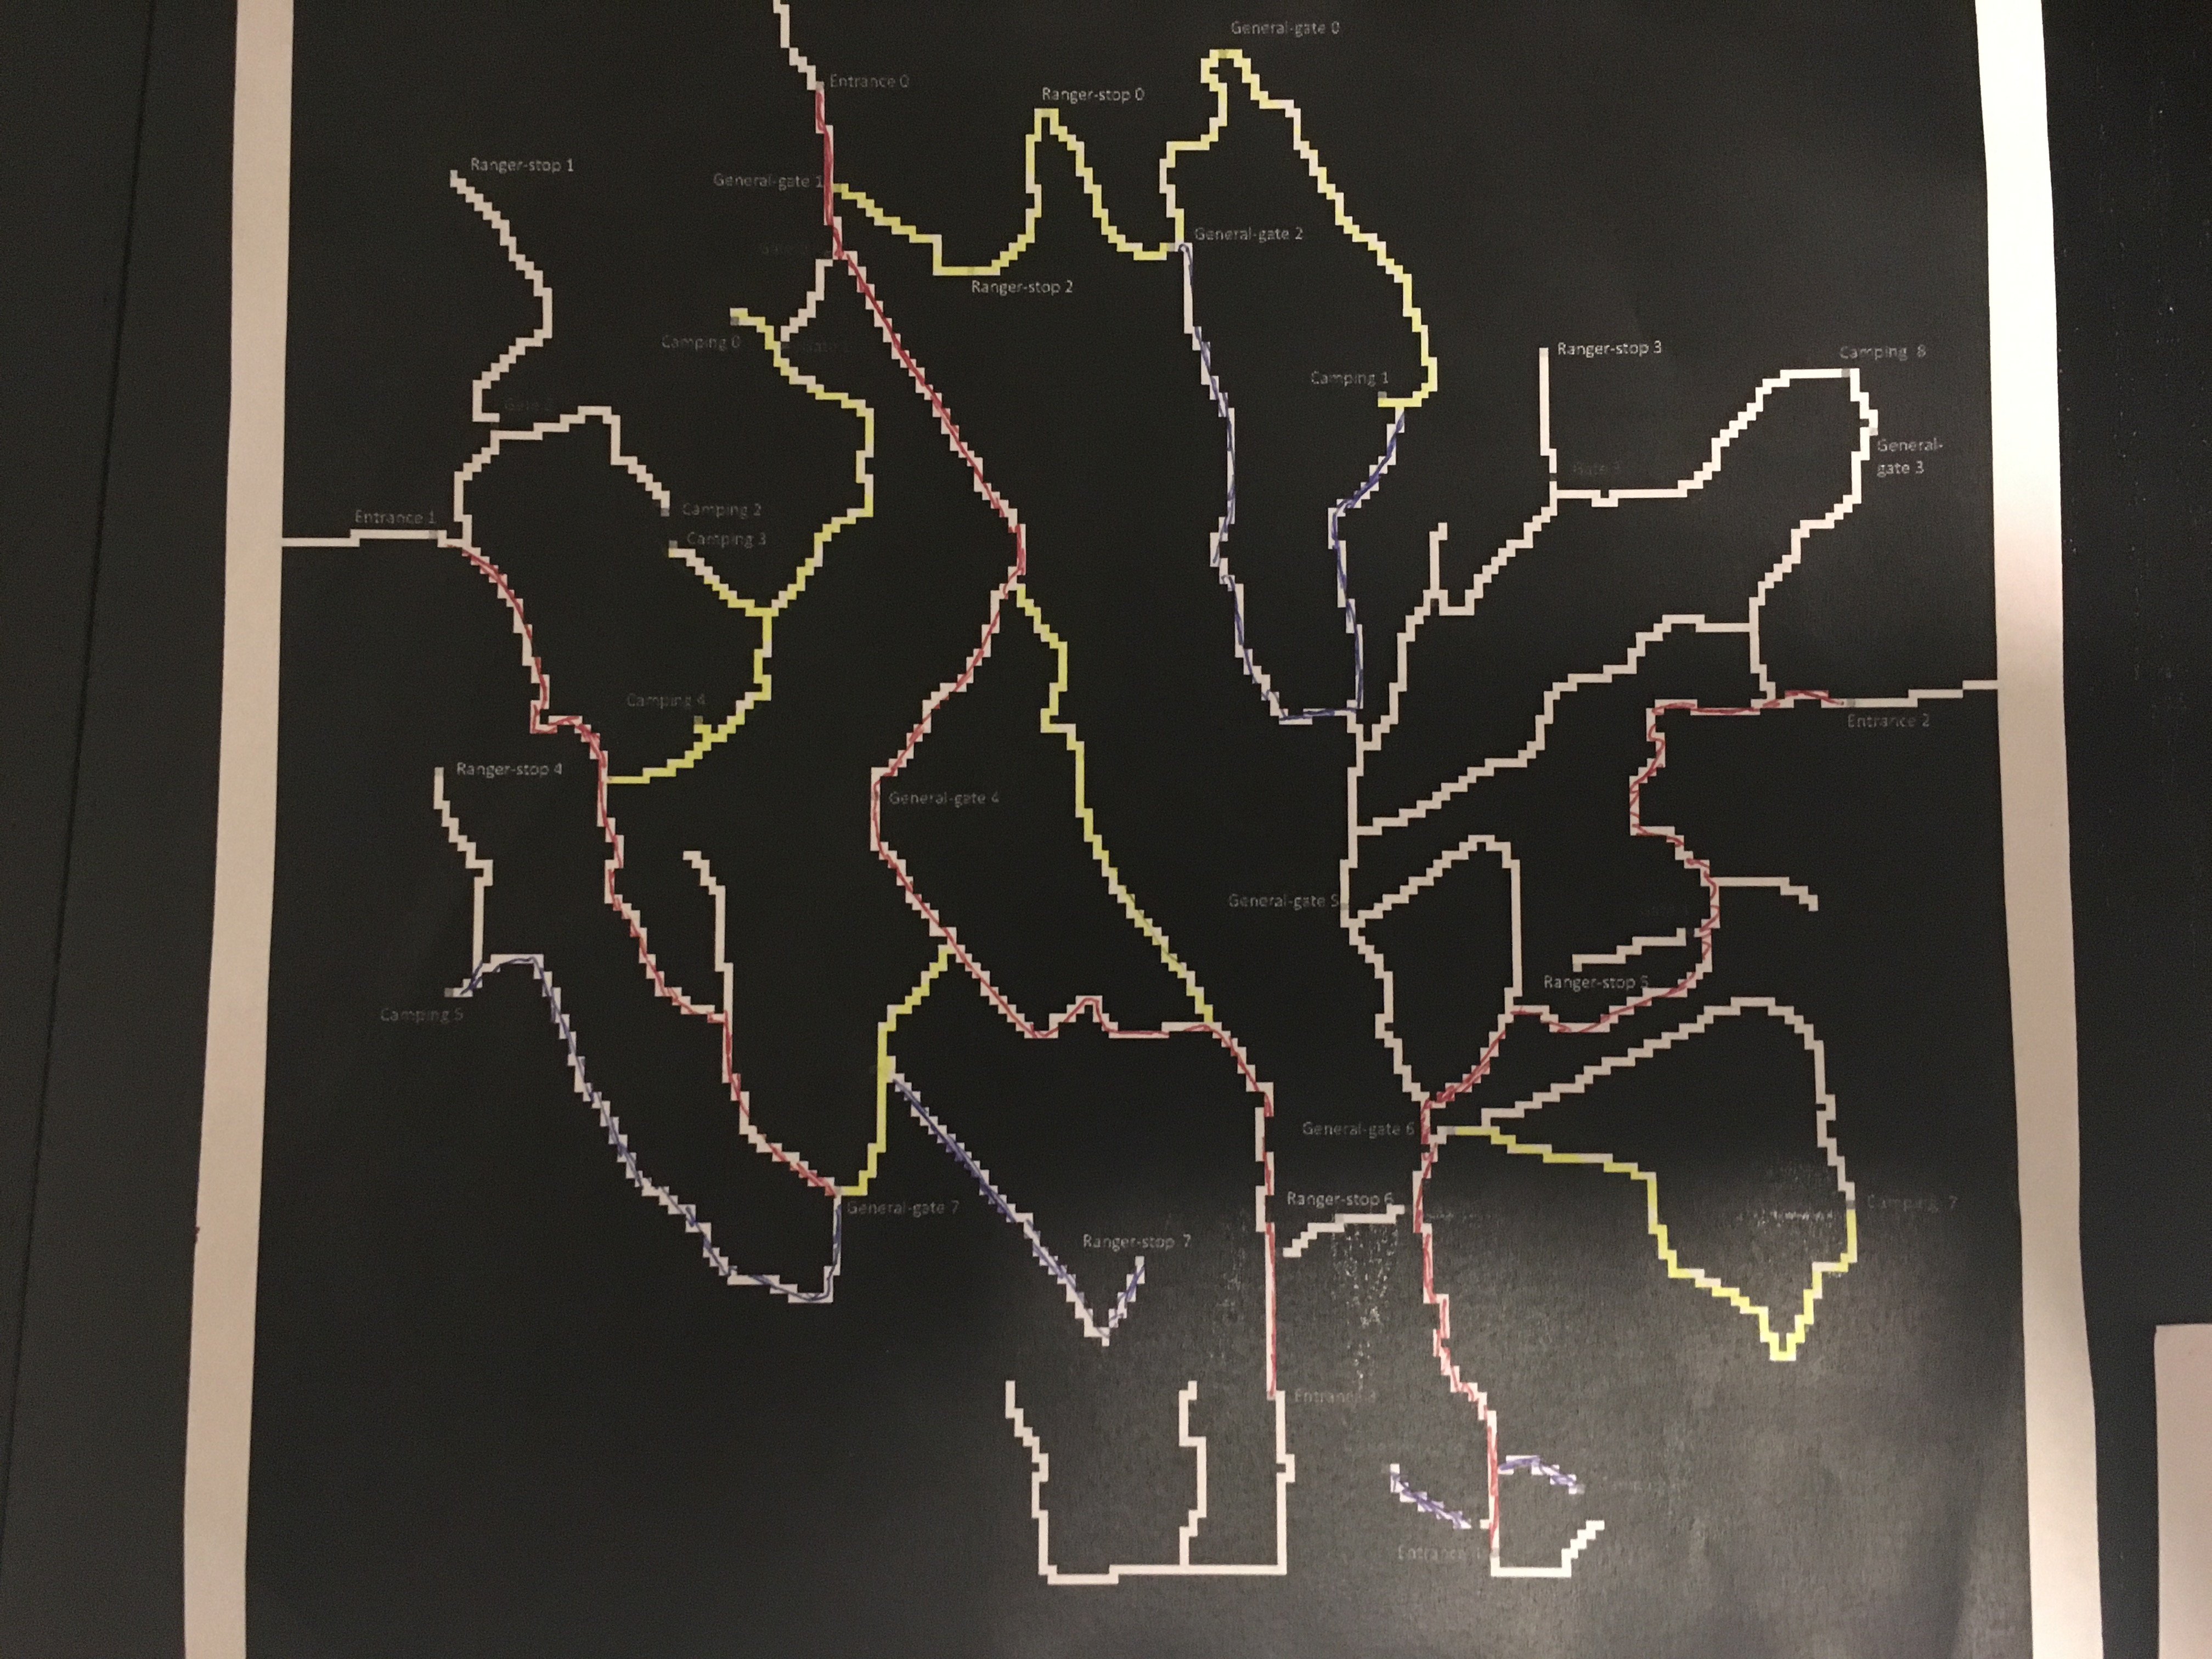 General-gate 0
Entrance 0
Ranger-stop 0
Ranger-stop 1
General-gate 1
General-gate 2
Ranger-stop 2
Camping 0
Ranger-stop 3
Camping 8
Camping 1
General-
gate 3
Camping 2
Entrance 1
Camping 3
Camping 4
Entrance 2
Ranger-stop 4
General-gate 4
General-gate 5
Ranger-stop 5
Camping 5
General-gate 6
Ranger-stop 6
General-gate 7
Camping 7
Ranger-stop 7
Entrance
Entrance